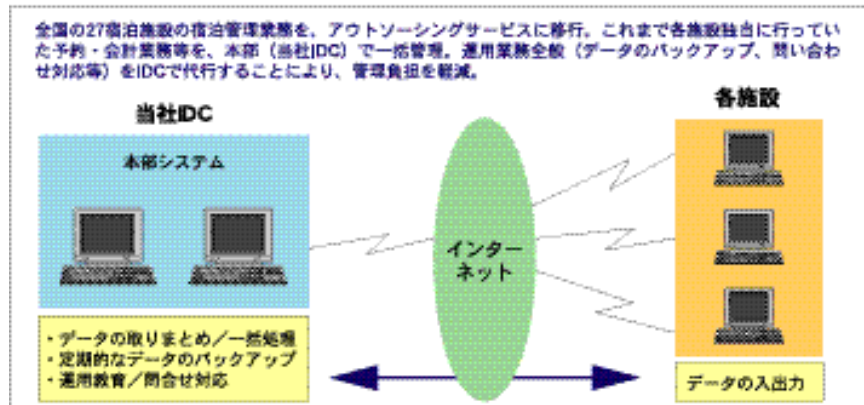 全国の27宿泊施設の宿泊管理業務を、アウトソーシングサービスに移行。これまで各施設独自に行ってい
た予約・会計業務等を、本部（当社IDC）で一括管理。運用業務全般（データのバックアップ、問い合わ
せ対応等）をIDCで代行することにより、管理負担を軽減。
当社IDC
各施設
本部システム
インター
ネット
・データの取りまとめ／一括処理
・定期的なデータのバックアップ
・運用教育／問合せ対応
データの入出力